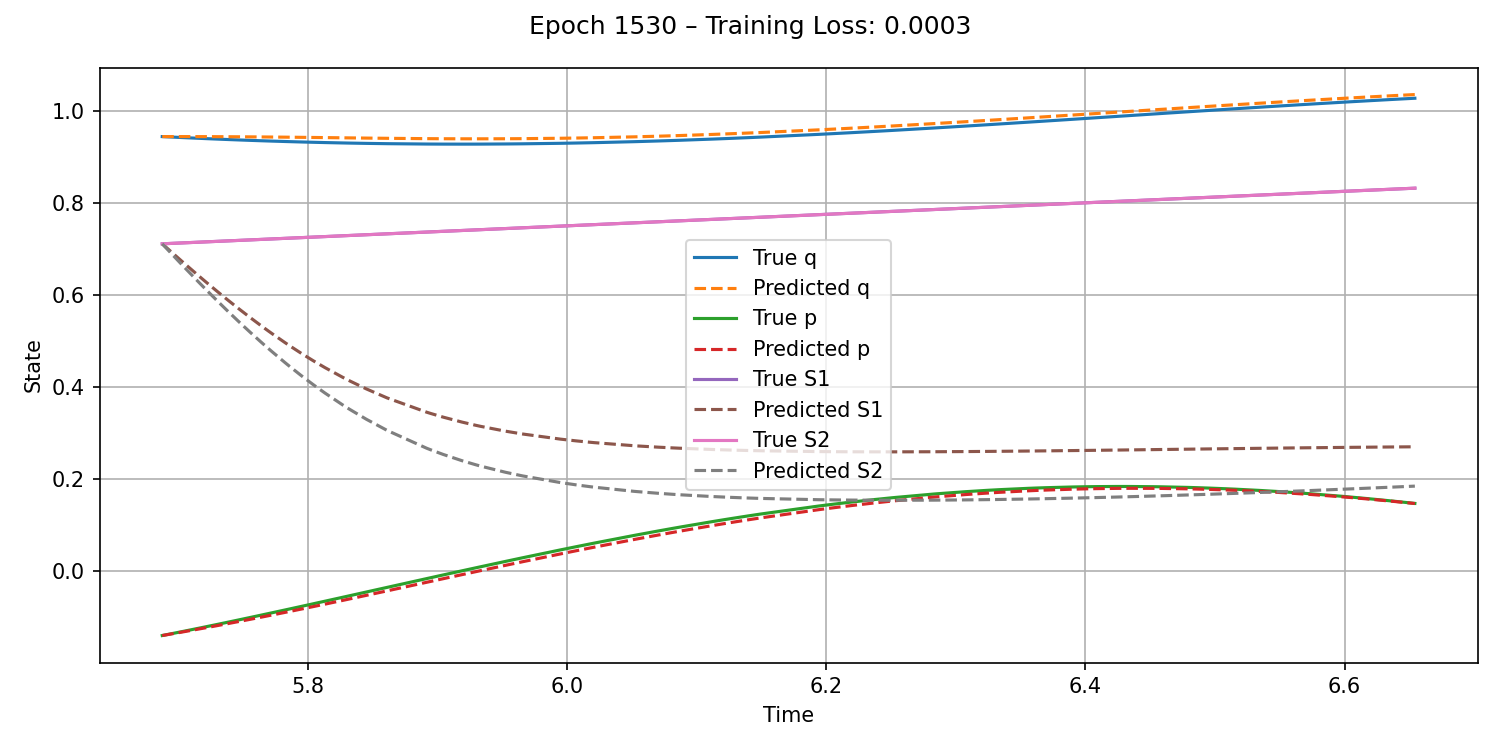 Epoch 1530 – Training Loss: 0.0003
1.0
0.8
0.6
0.4
0.2
0.0
State
True q
Predicted q
True p
Predicted p
True S1
Predicted S1
True S2
Predicted S2
5.8
6.0
6.2
6.4
6.6
Time